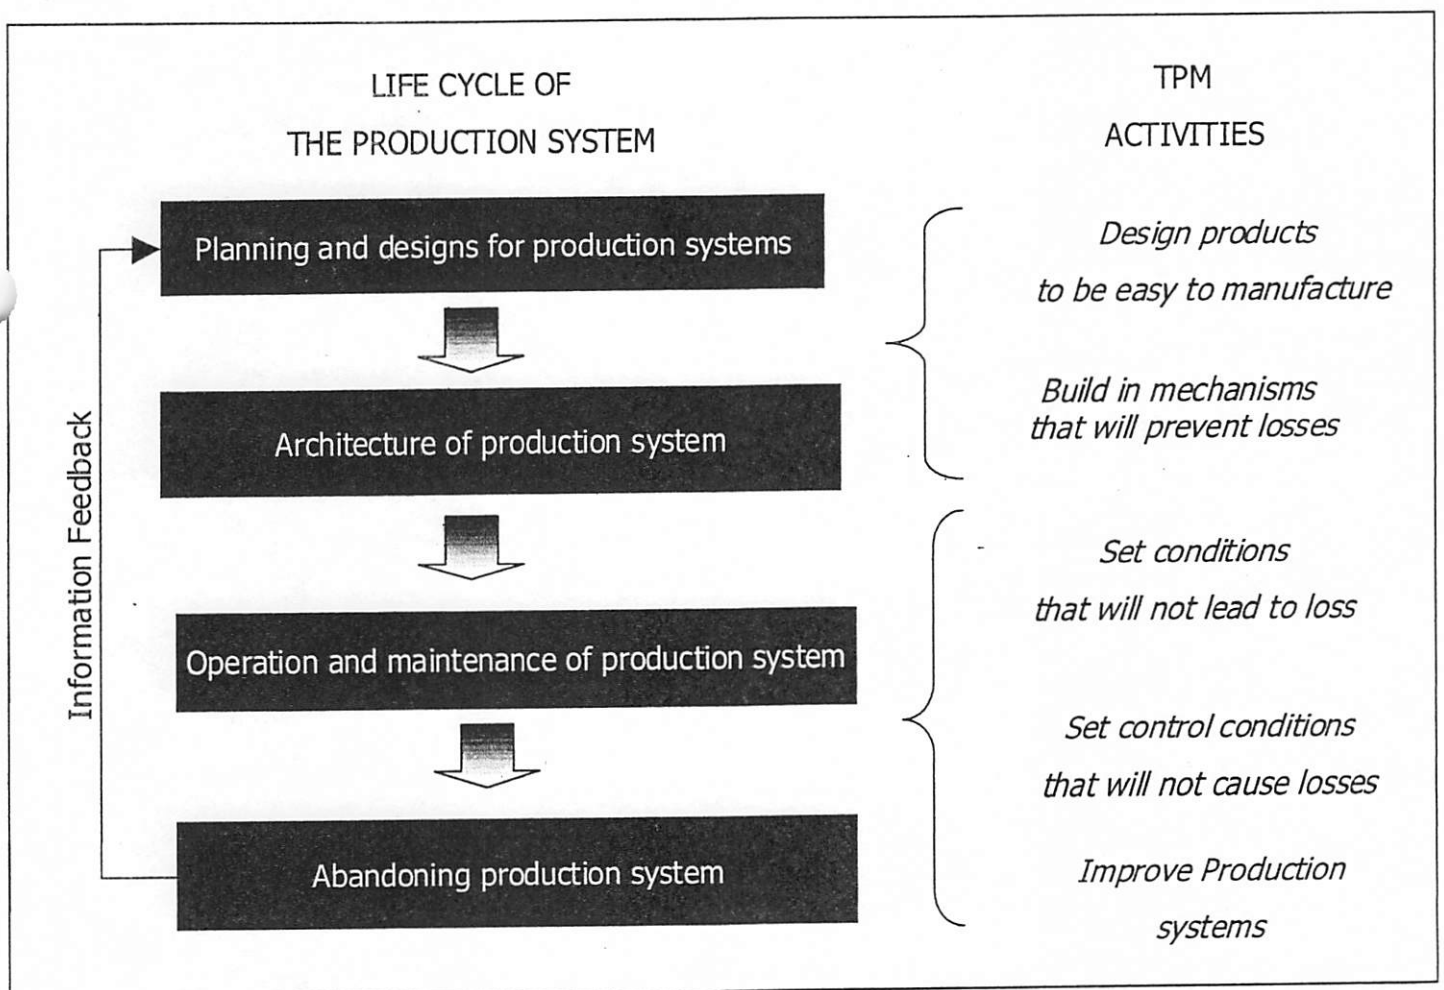 LIFE CYCLE OF
THE PRODUCTION SYSTEM
TPM
ACTIVITIES
Planning and designs for production systems
Architecture of production system
Operation and maintenance of production system
Abandoning production system
Information Feedback
Design products
to be easy to manufacture
Build in mechanisms
that will prevent losses
Set conditions
that will not lead to loss
Set control conditions
that will not cause losses
Improve Production
systems